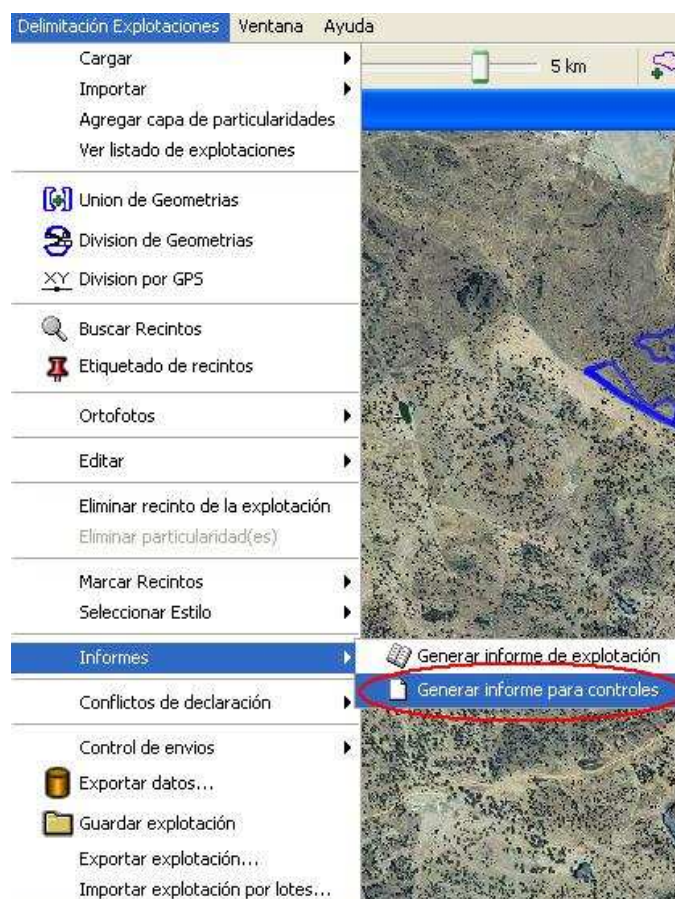 Delimitación Explotaciones Ventana Ayuda
Cargar
5 km
Importar
Agregar capa de particularidades
Ver listado de explotaciones
Union de Geometrias
Division de Geometrias
XY Division por GPS
Buscar Recintos
Etiquetado de recintos
Ortofotos
Editar
Eliminar recinto de la explotación
Eliminar particularidad(es)
Marcar Recintos
Seleccionar Estilo
Informes
Generar informe de explotación
Generar informe para controles
Conflictos de declaración
Control de envios
Exportar datos...
Guardar explotación
Exportar explotación...
Importar explotación por lotes...